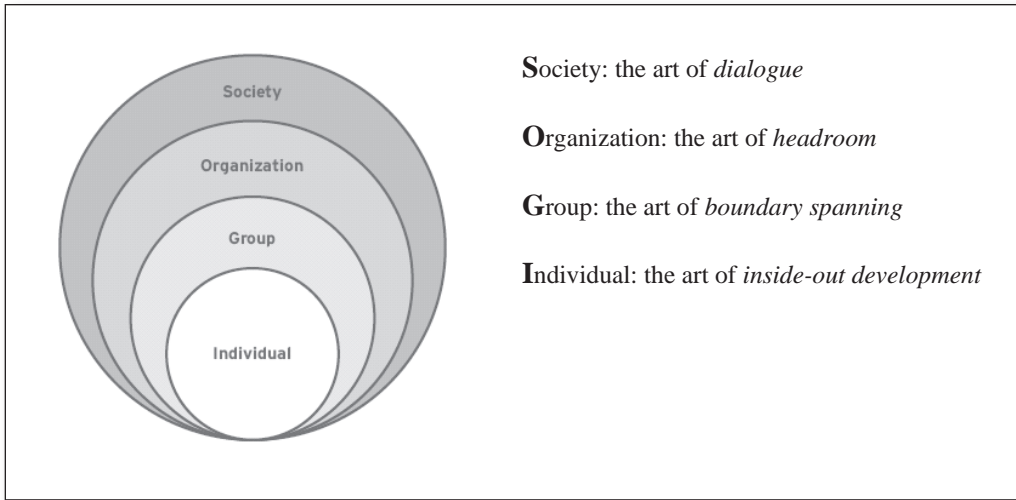 Society
Organization
Group
Individual
Society: the art of dialogue
Organization: the art of headroom
Group: the art of boundary spanning
Individual: the art of inside-out development